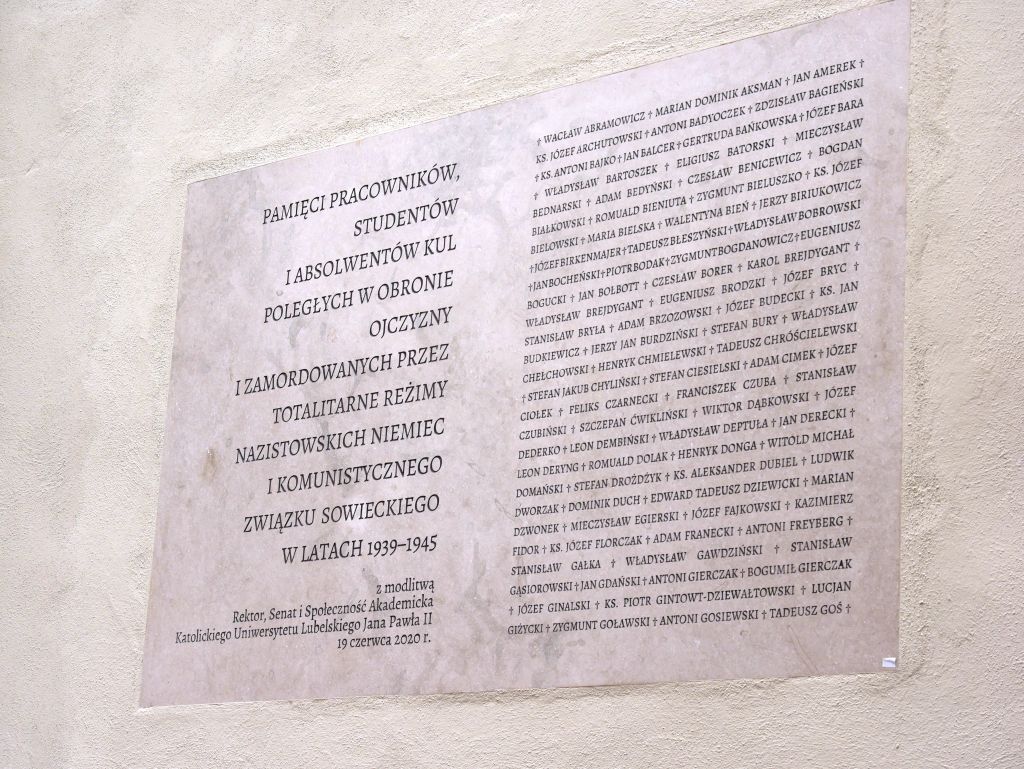 PAMIĘCI PRACOWNIKÓW,
STUDENTÓW
I ABSOLWENTÓW KUL
POLEGŁYCH W OBRONIE
OJCZYZNY
I ZAMORDOWANYCH PRZEZ
TOTALITARNE REŻIMY
NAZISTOWSKICH NIEMIEC
I KOMUNISTYCZNEGO
ZWIĄZKU SOWIECKIEGO
W LATACH 1939–1945
z modlitwą
Rektor, Senat i Społeczność Akademicka
Katolickiego Uniwersytetu Lubelskiego Jana Pawła II
19 czerwca 2020 r.
† WACŁAW ABRAMOWICZ † MARIAN DOMINIK AKSMAN † JAN AMEREK †
KS. JÓZEF ARCHUTOWSKI † ANTONI BADYOCZEK † ZDZISŁAW BAGIEŃSKI
† KS. ANTONI BAJKO † JAN BALCER † GERTRUDA BAŃKOWSKA † JÓZEF BARA
† WŁADYSŁAW BARTOSZEK † ELIGIUSZ BATORSKI † MIECZYSŁAW
BEDNARSKI † ADAM BEDYŃSKI † CZESŁAW BENICEWICZ † BOGDAN
BIAŁKOWSKI † ROMUALD BIENIUTA † ZYGMUNT BIELUSZKO † KS. JÓZEF
BIELOWSKI † MARIA BIELSKA † WALENTYNA BIEŃ † JERZY BIRIUKOWICZ
† JÓZEF BIRKENMAJER † TADEUSZ BŁESZYŃSKI † WŁADYSŁAW BOBROWSKI
† JAN BOCHEŃSKI † PIOTR BODAK † ZYGMUNT BOGDANOWICZ † EUGENIUSZ
BOGUCKI † JAN BOŁBOTT † CZESŁAW BORER † KAROL BREJDYGANT †
WŁADYSŁAW BREJDYGANT † EUGENIUSZ BRODZKI † JÓZEF BRYC †
STANISŁAW BRYŁA † ADAM BRZOZOWSKI † JÓZEF BUDECKI † KS. JAN
BUDKIEWICZ † JERZY JAN BURDZIŃSKI † STEFAN BURY † WŁADYSŁAW
CHEŁCHOWSKI † HENRYK CHMIELEWSKI † TADEUSZ CHRÓŚCIELEWSKI
† STEFAN JAKUB CHYLIŃSKI † STEFAN CIESIELSKI † ADAM CIMEK † JÓZEF
CIOŁEK † FELIKS CZARNECKI † FRANCISZEK CZUBA † STANISŁAW
CZUBIŃSKI † SZCZEPAN ĆWIKLIŃSKI † WIKTOR DĄBKOWSKI † JÓZEF
DEDERKO † LEON DEMBIŃSKI † WŁADYSŁAW DEPTUŁA † JAN DERECKI †
LEON DERYNG † ROMUALD DOLAK † HENRYK DONGA † WITOLD MICHAŁ
DOMAŃSKI † STEFAN DROŻDŻYK † KS. ALEKSANDER DUBIEL † LUDWIK
DWORZAK † DOMINIK DUCH † EDWARD TADEUSZ DZIEWJCKI † MARIAN
DZWONEK † MIECZYSŁAW EGIERSKI † JÓZEF FAJKOWSKI † KAZIMIERZ
FIDOR † KS. JÓZEF FLORCZAK † ADAM FRANECKI † ANTONI FREYBERG †
STANISŁAW GAŁKA † WŁADYSŁAW GAWDZIŃSKI † STANISŁAW
GĄSIOROWSKI † JAN GDAŃSKI † ANTONI GIERCZAK † BOGUMIŁ GIERCZAK
† JÓZEF GINALSKI † KS. PIOTR GINTOWT-DZIEWAŁTOWSKI † LUCJAN
GIŻYCKI † ZYGMUNT GOŁAWSKI † ANTONI GOSIEWSKI † TADEUSZ GOŚ †